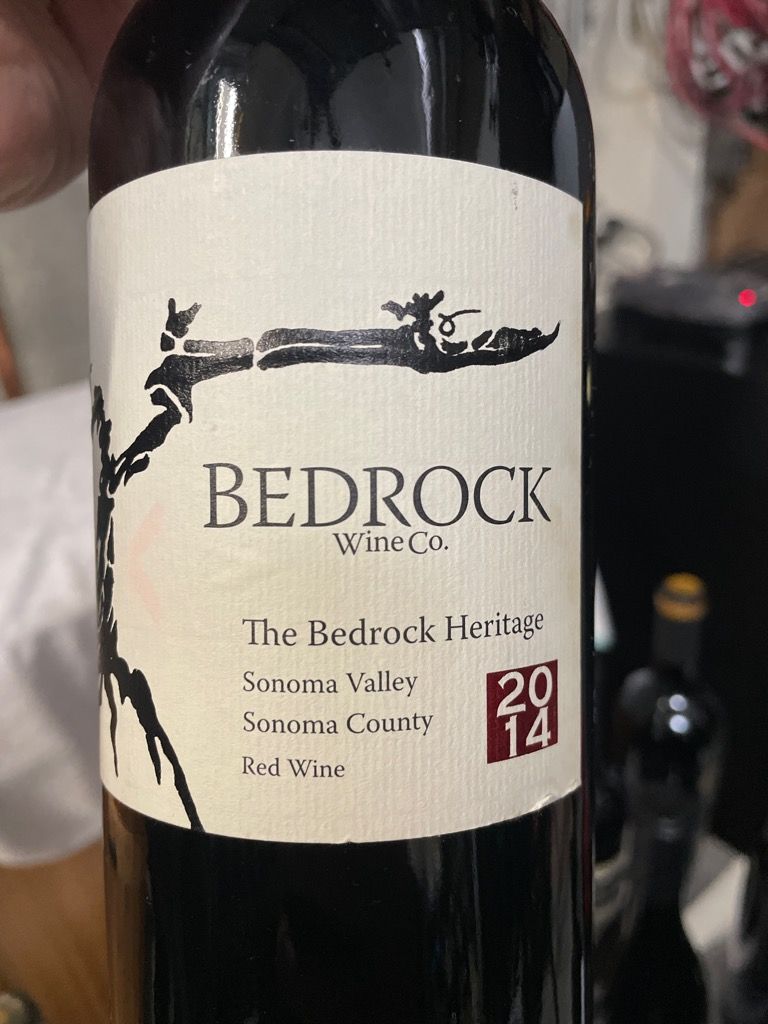 BEDROCK
Wine Co.
The Bedrock Heritage
Sonoma Valley
Sonoma County
Red Wine
20
14